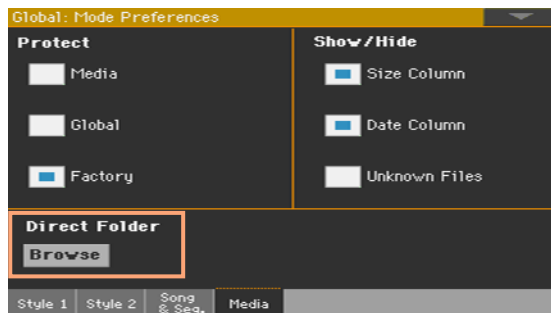 Global: Mode Preferences
Protect
Media
Global
Factory
Show/Hide
Size Column
Date Column
Unknown Files
Direct Folder
Browse
Style 1
Style 2
Song
& Seq.
Media